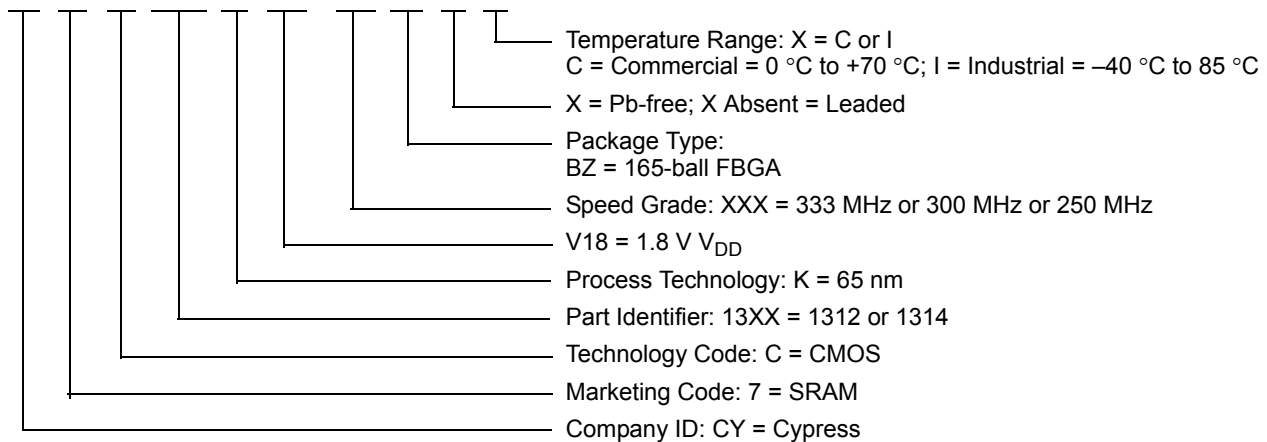 Temperature Range: X = C or I
C = Commercial = 0 °C to +70 °C; I = Industrial = –40 °C to 85 °C
X = Pb-free; X Absent = Leaded
Package Type:
BZ = 165-ball FBGA
Speed Grade: XXX = 333 MHz or 300 MHz or 250 MHz
V18 = 1.8 V VDD
Process Technology: K = 65 nm
Part Identifier: 13XX = 1312 or 1314
Technology Code: C = CMOS
Marketing Code: 7 = SRAM
Company ID: CY = Cypress